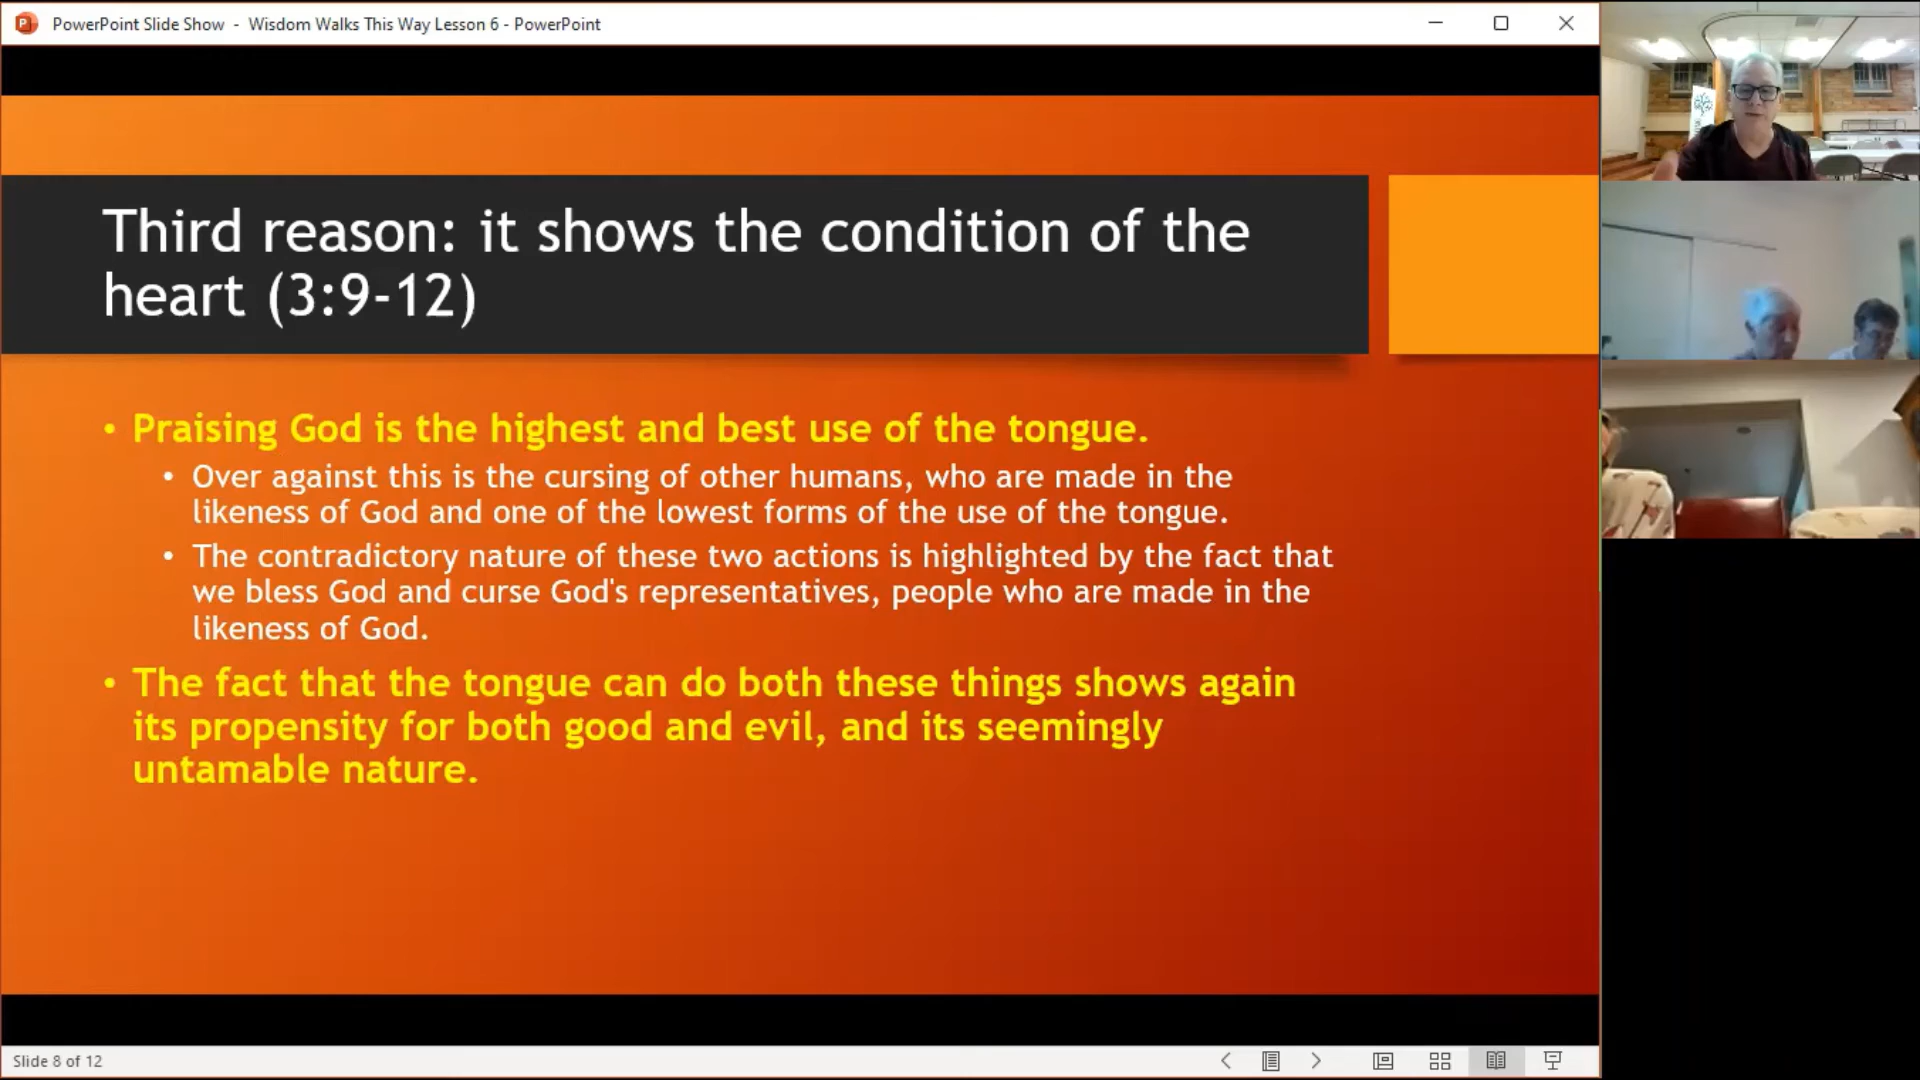 PowerPoint Slide Show - Wisdom Walks This Way Lesson 6 - PowerPoint
Third reason: it shows the condition of the
heart (3:9-12)
• Praising God is the highest and best use of the tongue.
• Over against this is the cursing of other humans, who are made in the
likeness of God and one of the lowest forms of the use of the tongue.
• The contradictory nature of these two actions is highlighted by the fact that
we bless God and curse God's representatives, people who are made in the
likeness of God.
• The fact that the tongue can do both these things shows again
its propensity for both good and evil, and its seemingly
untamable nature.
Slide 8 of 12